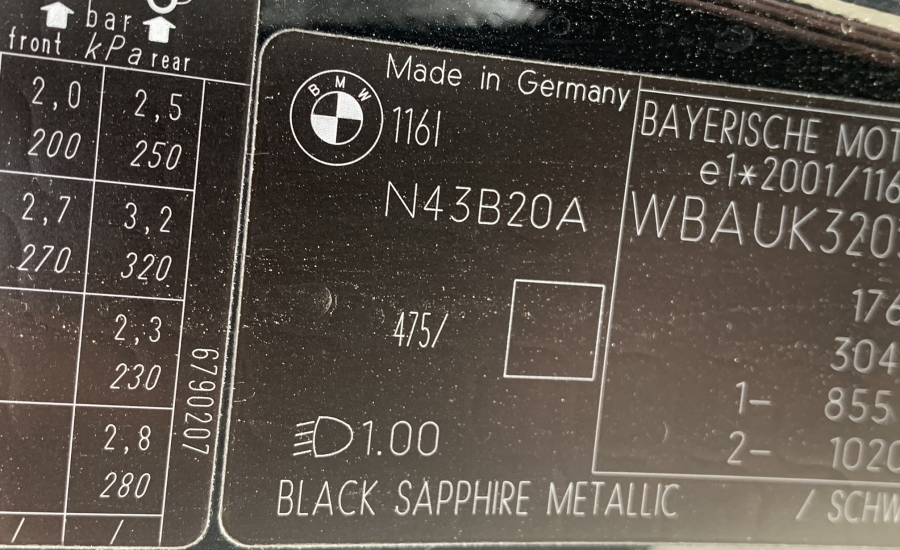 bar
front kPa rear
2,0 2,5
200 250
2,7 3,2
270 320
2,3
230
2,8
280
/ /
6790207
Made in Germany
BMW
116I
N43B20A
475/
1.00
BLACK SAPPHIRE METALLIC / SCHW
BAYERISCHE MOT
e1*2001/116
WBAUK320
176
304
1- 855
2- 1020